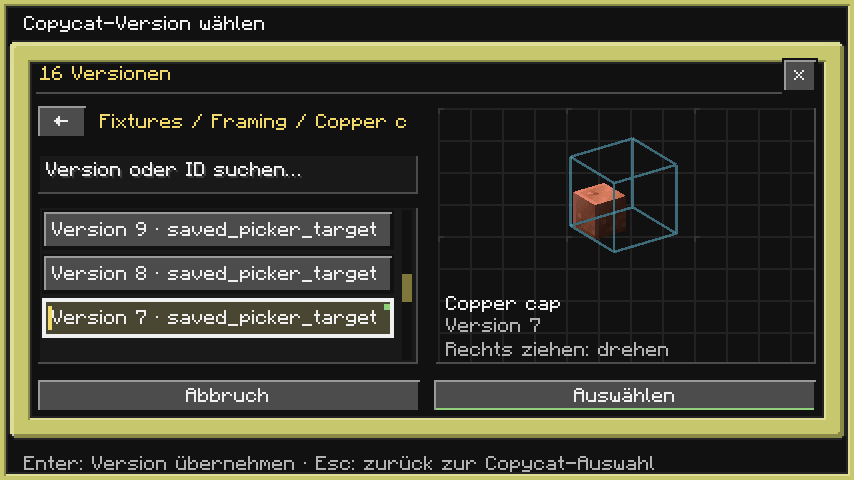 Copycat-Version wählen
16 Versionen
×
← Fixtures / Framing / Copper c
Version oder ID suchen...
Version 9 · saved_picker_target
Version 8 · saved_picker_target
Version 7 · saved_picker_target
Copper cap
Version 7
Rechts ziehen: drehen
Abbruch
Auswählen
Enter: Version übernehmen · Esc: zurück zur Copycat-Auswahl